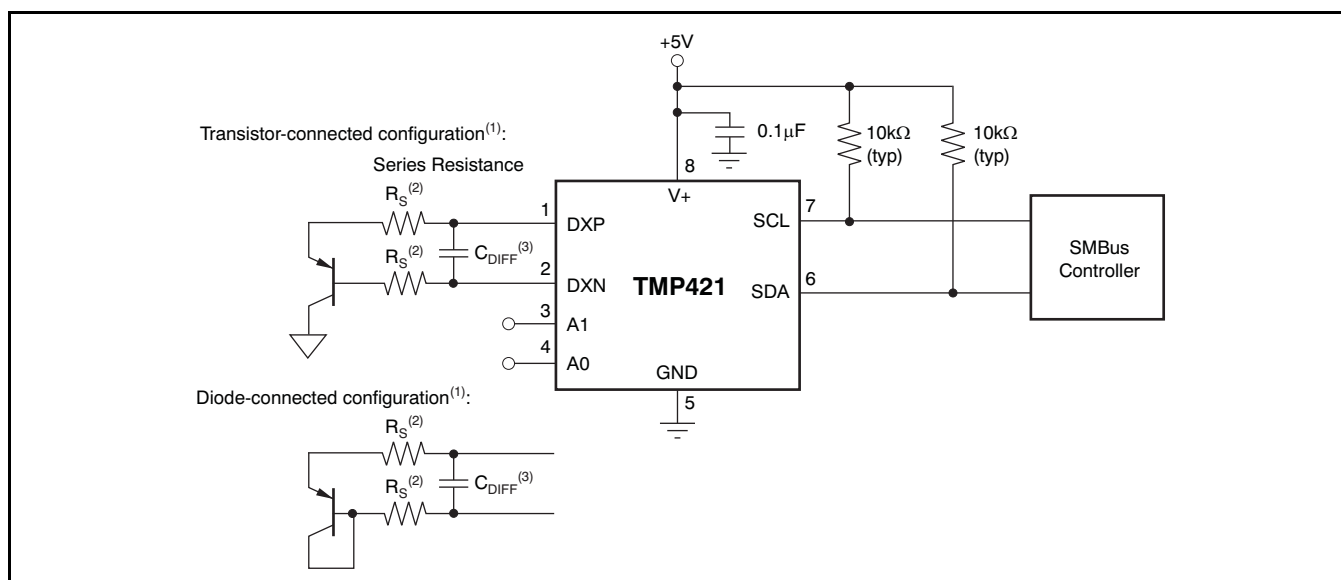 +5V
0.1μF
10kΩ
(typ)
10kΩ
(typ)
Transistor-connected configuration(1):
Series Resistance
RS(2)
RS(2)
CDIFF(3)
1
2
3
4
8
7
6
5
V+
DXP
DXN
A1
A0
TMP421
SCL
SDA
GND
SMBus
Controller
Diode-connected configuration(1):
RS(2)
RS(2)
CDIFF(3)